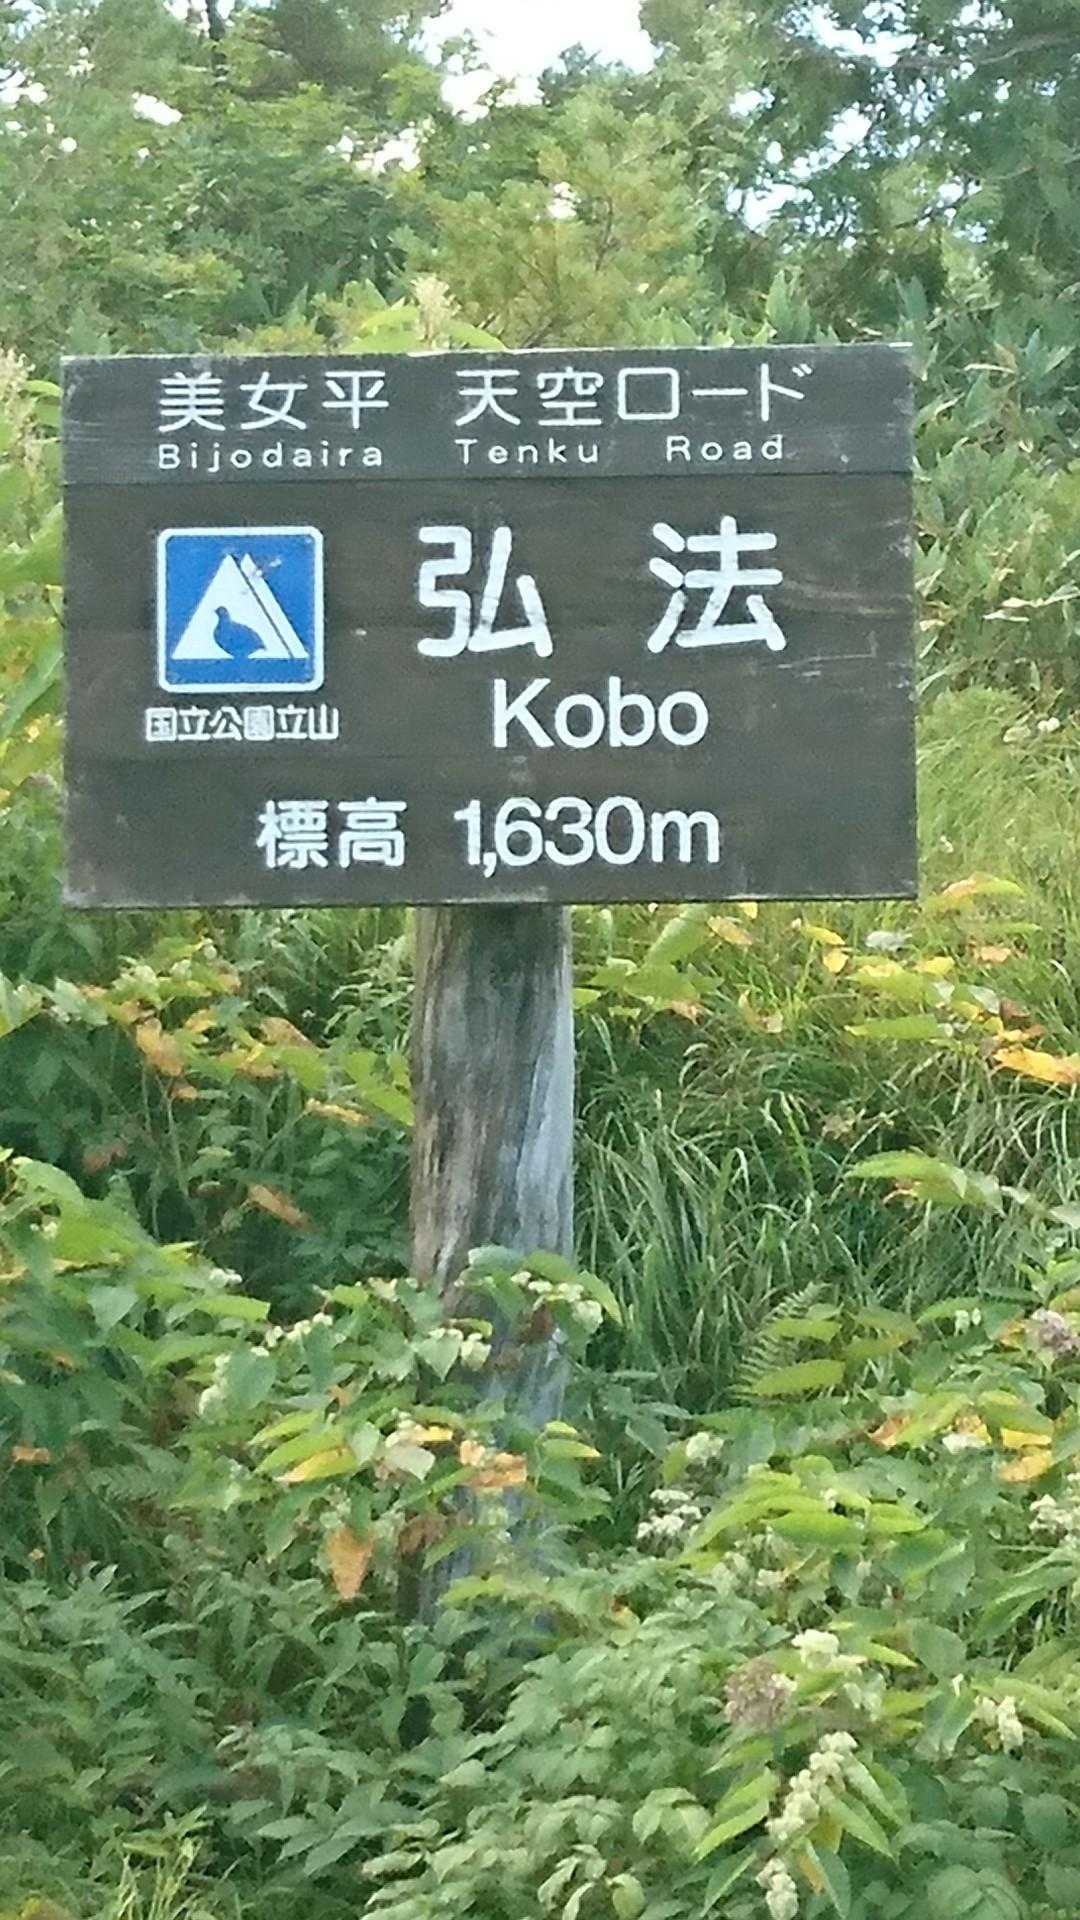 美女平 天空ロード
Bijodaira Tenku Road
弘法
Kobo
国立公園立山
標高 1,630m